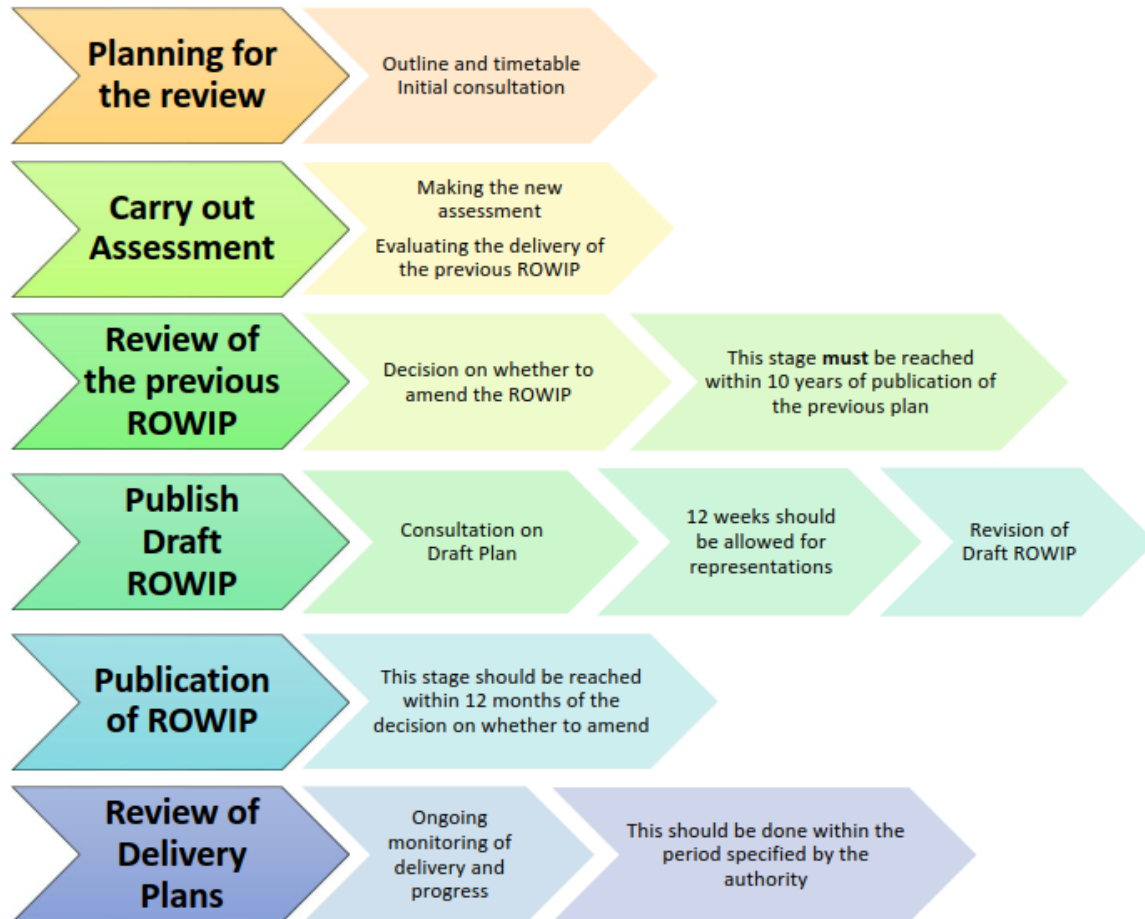 Planning for
the review
Outline and timetable
Initial consultation
Carry out
Assessment
Making the new
assessment
Evaluating the delivery of
the previous ROWIP
Review of
the previous
ROWIP
Decision on whether to
amend the ROWIP
This stage must be reached
within 10 years of publication of
the previous plan
Publish
Draft
ROWIP
Consultation on
Draft Plan
12 weeks should
be allowed for
representations
Revision of
Draft ROWIP
Publication
of ROWIP
This stage should be reached
within 12 months of the
decision on whether to amend
Review of
Delivery
Plans
Ongoing
monitoring of
delivery and
progress
This should be done within the
period specified by the
authority